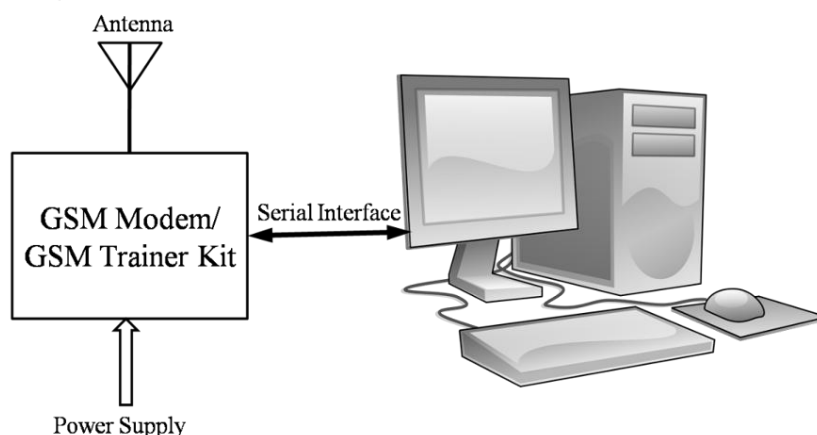 Antenna
GSM Modem/
GSM Trainer Kit
Serial Interface
Power Supply